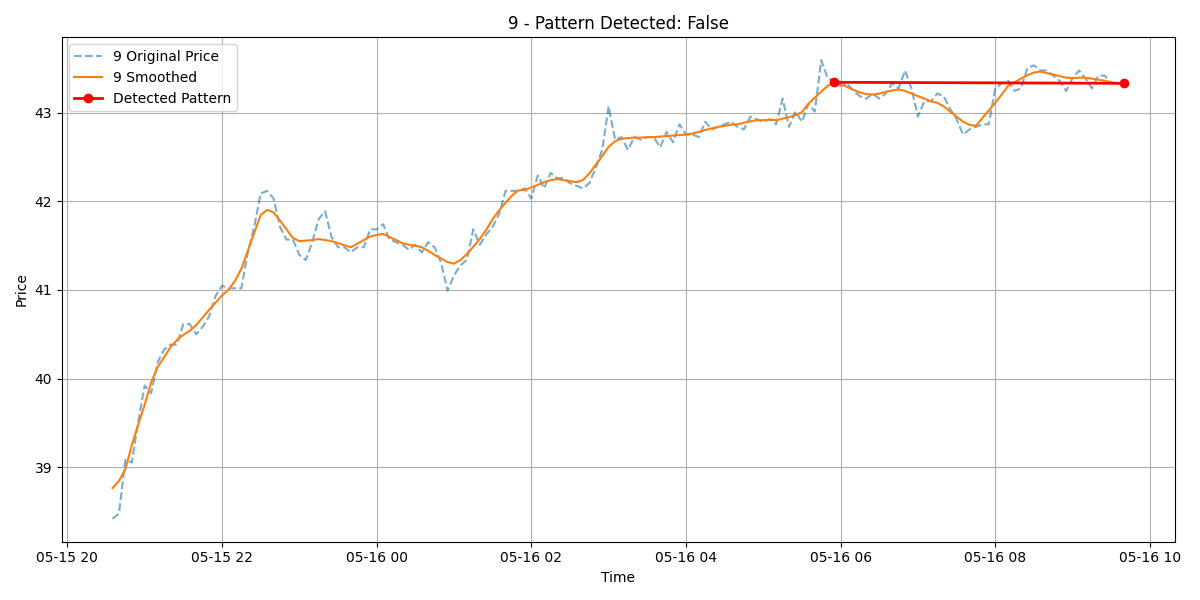 9 - Pattern Detected: False
9 Original Price
9 Smoothed
Detected Pattern
Price
43
42
41
40
39
05-15 20
05-15 22
05-16 00
05-16 02
05-16 04
05-16 06
05-16 08
05-16 10
Time